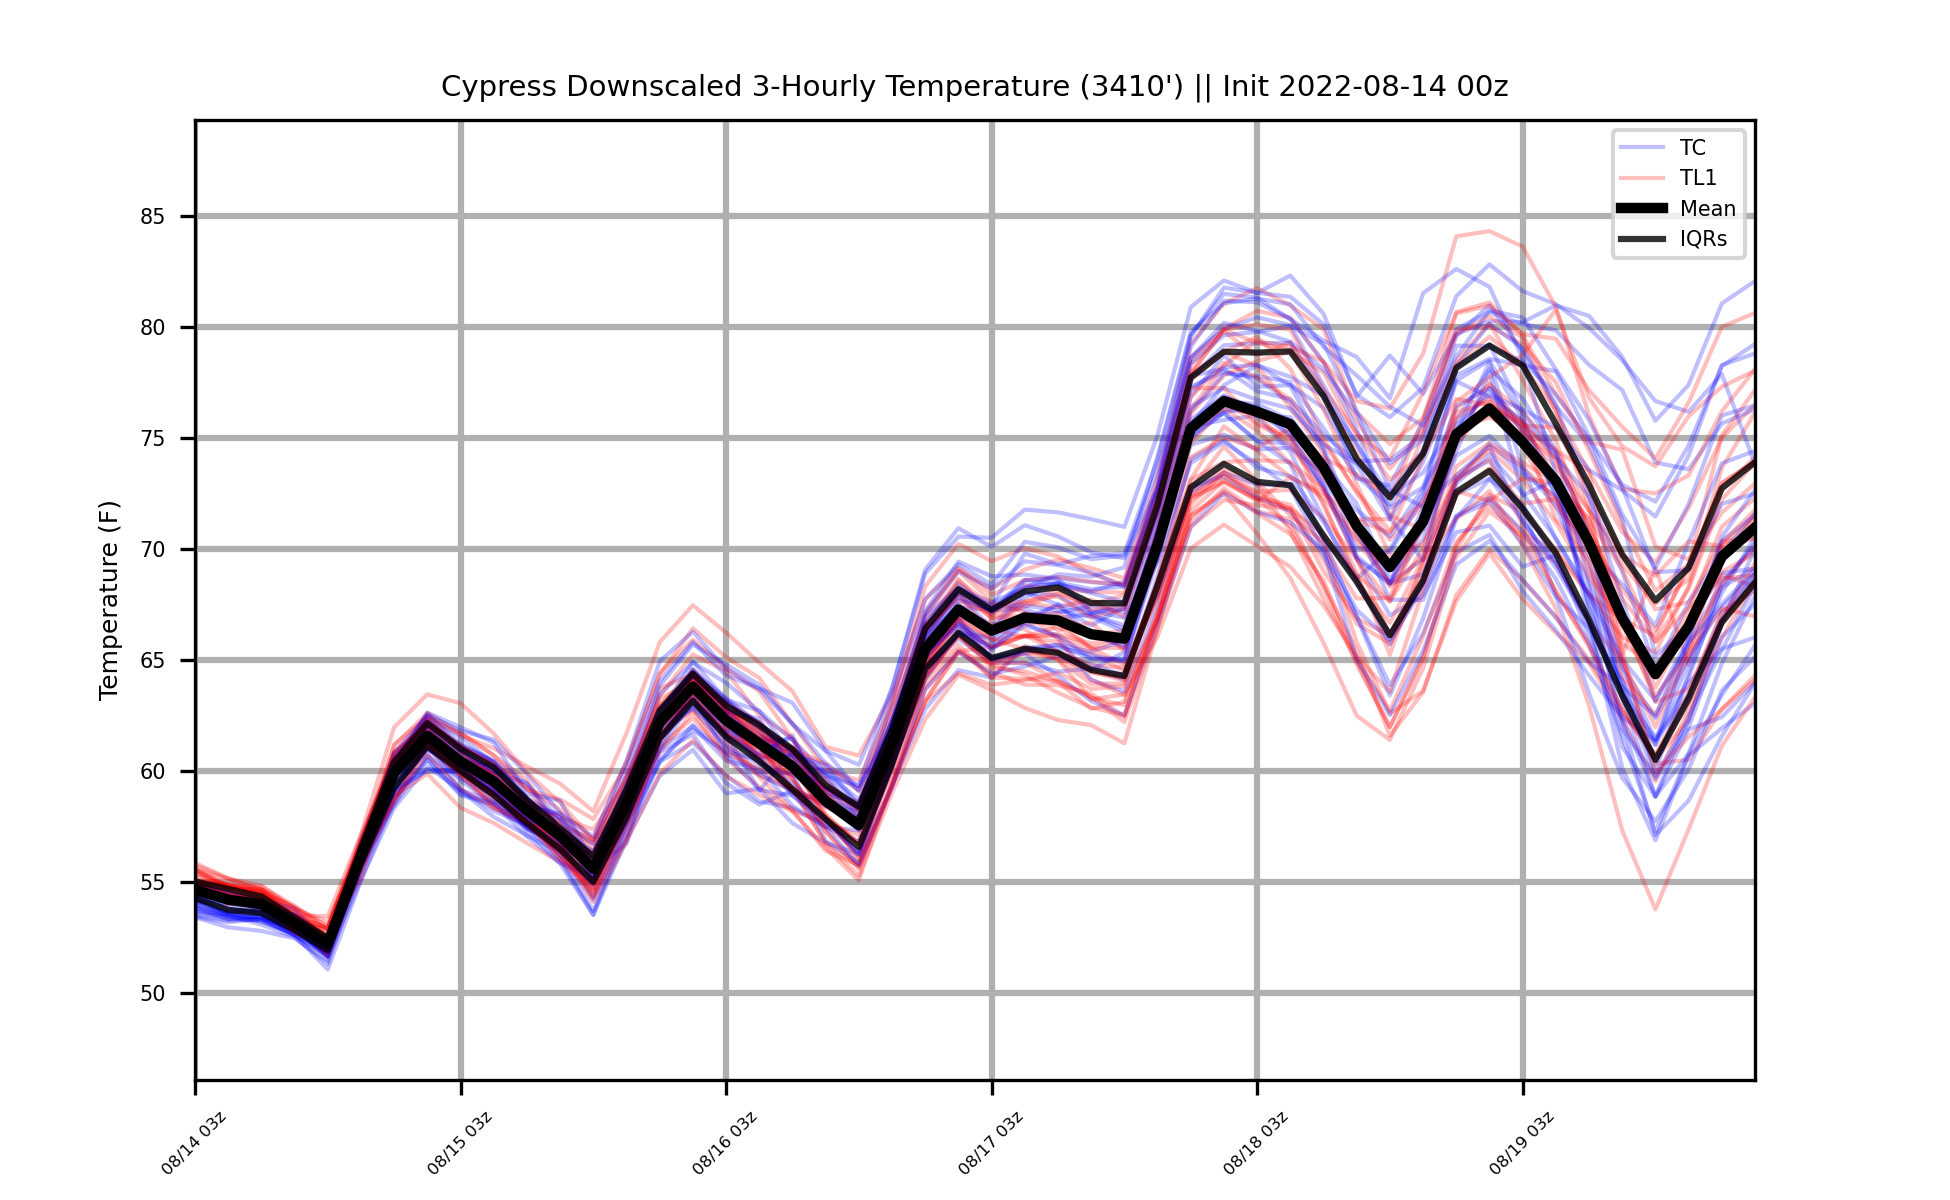 Cypress Downscaled 3-Hourly Temperature (3410') || Init 2022-08-14 00z
TC
TL1
Mean
IQRs
Temperature (F)
85
80
75
70
65
60
55
50
08/14 03z
08/15 03z
08/16 03z
08/17 03z
08/18 03z
08/19 03z